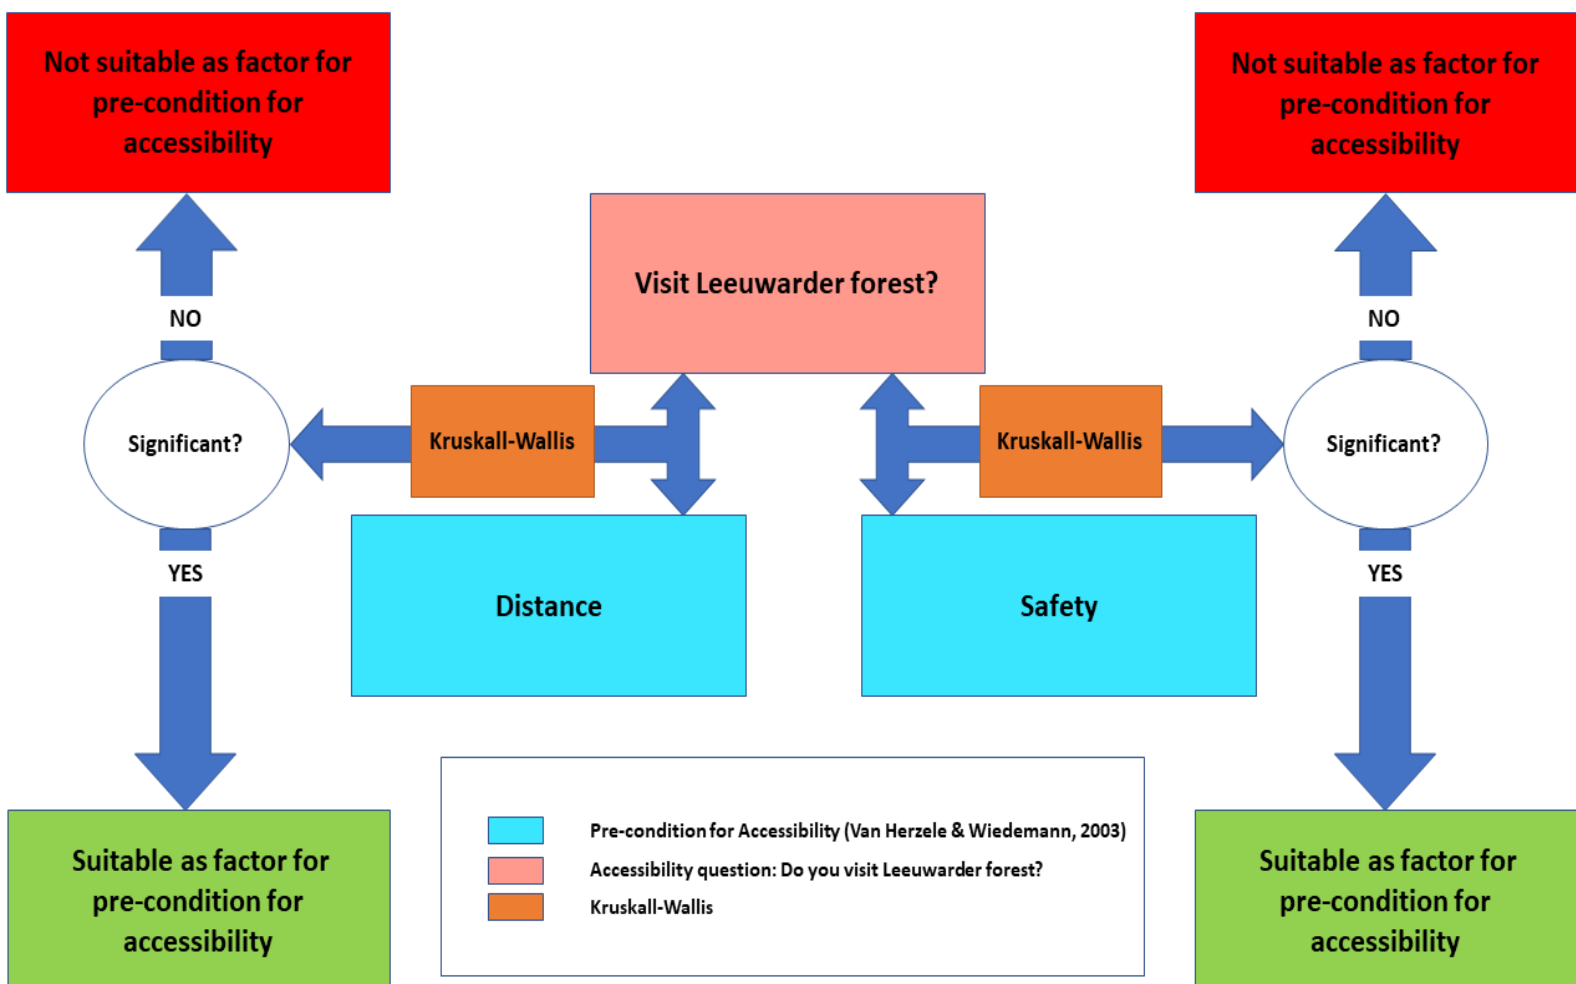 Not suitable as factor for
pre-condition for
accessibility
Not suitable as factor for
pre-condition for
accessibility
Visit Leeuwarder forest?
NO
NO
Significant?
Kruskall-Wallis
Kruskall-Wallis
Significant?
YES
YES
Distance
Safety
Pre-condition for Accessibility (Van Herzele & Wiedemann, 2003)
Accessibility question: Do you visit Leeuwarder forest?
Kruskall-Wallis
Suitable as factor for
pre-condition for
accessibility
Suitable as factor for
pre-condition for
accessibility